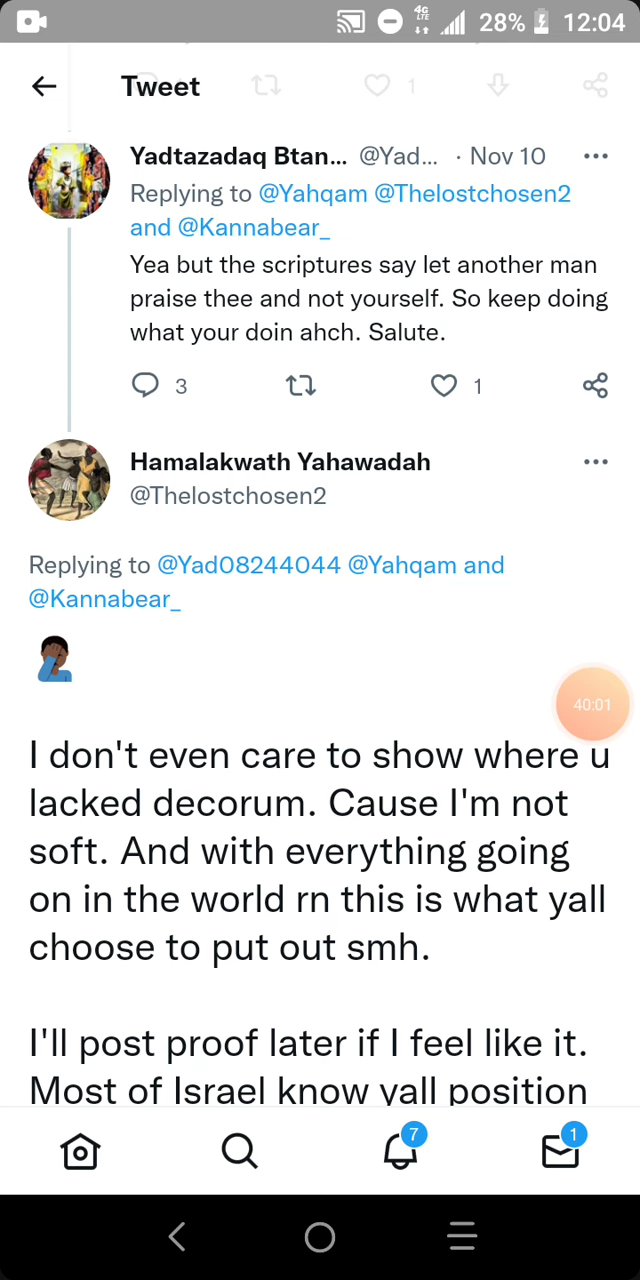 4G
LTE
28%
12:04
Tweet
1
Yadtazadaq Btan... @Yad... · Nov 10
Replying to @Yahqam @Thelostchosen2
and @Kannabear_
Yea but the scriptures say let another man
praise thee and not yourself. So keep doing
what your doin ahch. Salute.
3
1
Hamalakwath Yahawadah
@Thelostchosen2
Replying to @Yad08244044 @Yahqam and
@Kannabear_
40:01
I don't even care to show where u
lacked decorum. Cause I'm not
soft. And with everything going
on in the world rn this is what yall
choose to put out smh.
I'll post proof later if I feel like it.
Most of Israel know yall position
7
1